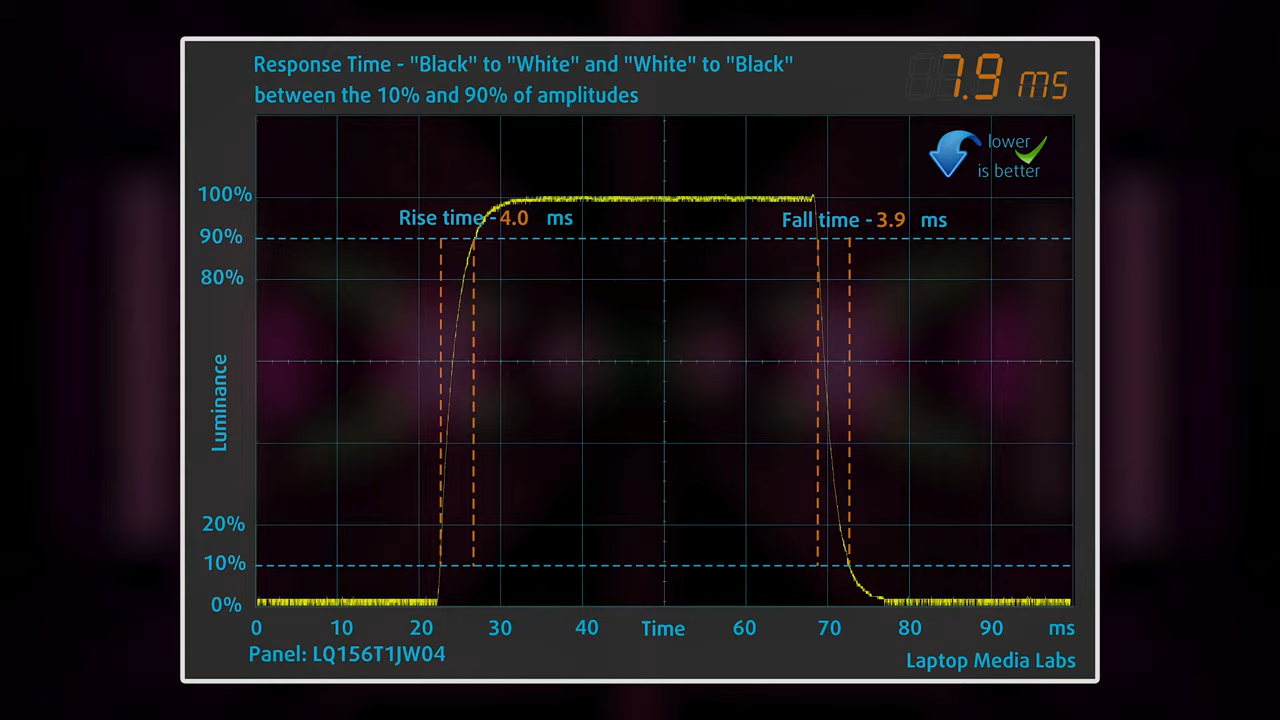 Response Time - "Black" to "White" and "White" to "Black"
between the 10% and 90% of amplitudes
7.9 ms
lower
is better
100%
Rise time - 4.0 ms
Fall time - 3.9 ms
90%
80%
Luminance
20%
10%
0%
0 10 20 30 40 Time 60 70 80 90 ms
Panel: LQ156T1JW04
Laptop Media Labs